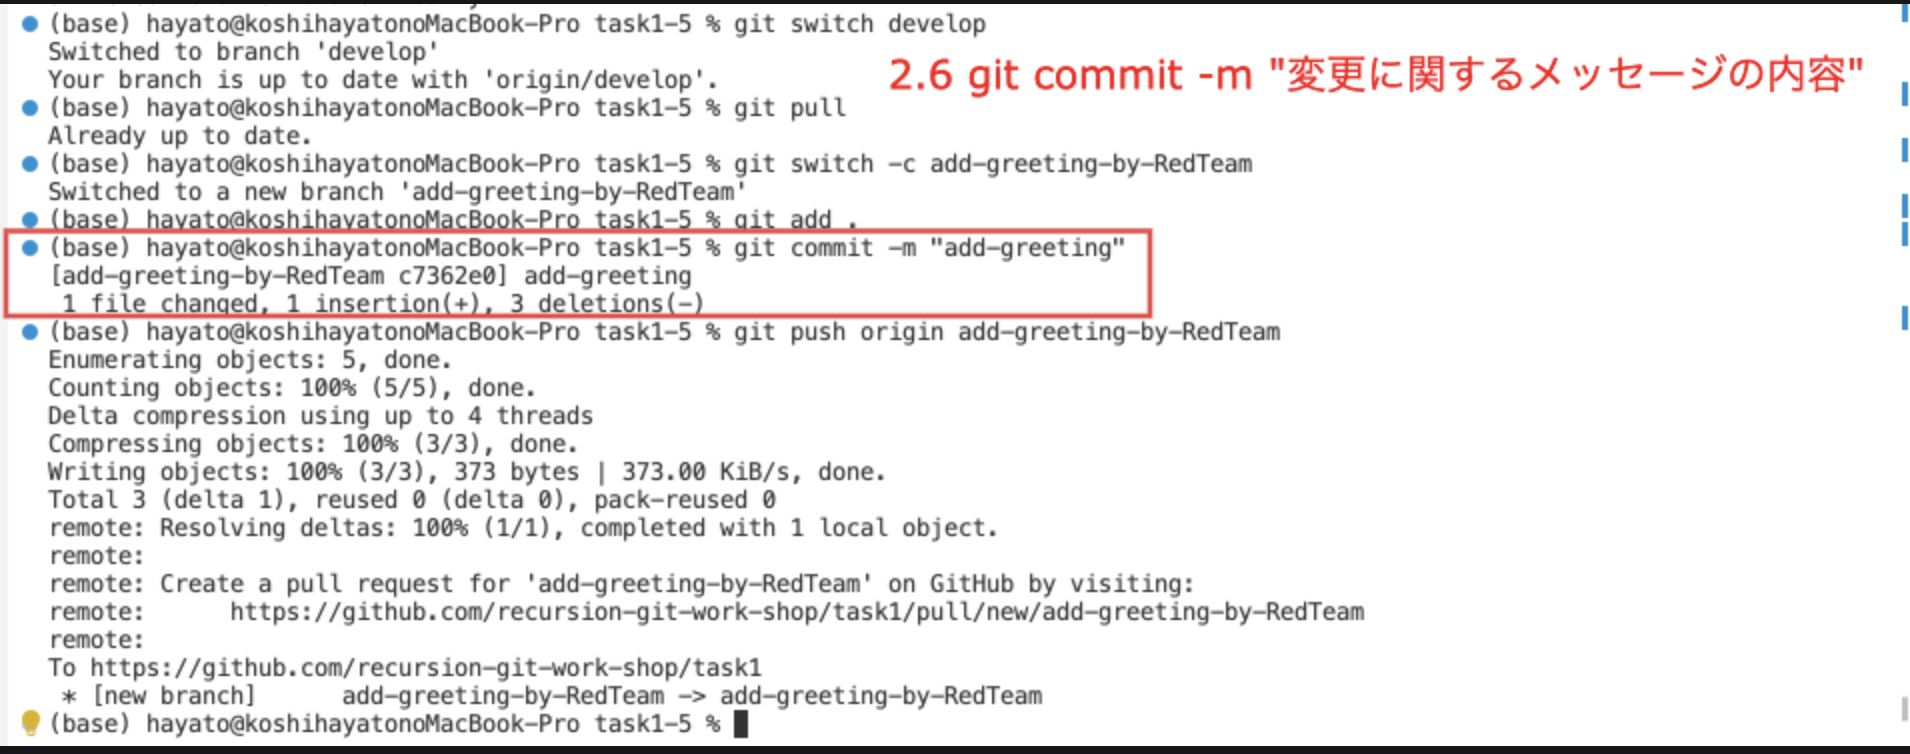 (base) hayato@koshihayatonoMacBook-Pro task1-5 % git switch develop
Switched to branch 'develop'
Your branch is up to date with 'origin/develop'.
2.6 git commit -m "変更に関するメッセージの内容"
(base) hayato@koshihayatonoMacBook-Pro task1-5 % git pull
Already up to date.
(base) hayato@koshihayatonoMacBook-Pro task1-5 % git switch -c add-greeting-by-RedTeam
Switched to a new branch 'add-greeting-by-RedTeam'
(base) hayato@koshihayatonoMacBook-Pro task1-5 % git add .
(base) hayato@koshihayatonoMacBook-Pro task1-5 % git commit -m "add-greeting"
[add-greeting-by-RedTeam c7362e0] add-greeting
1 file changed, 1 insertion(+), 3 deletions(-)
(base) hayato@koshihayatonoMacBook-Pro task1-5 % git push origin add-greeting-by-RedTeam
Enumerating objects: 5, done.
Counting objects: 100% (5/5), done.
Delta compression using up to 4 threads
Compressing objects: 100% (3/3), done.
Writing objects: 100% (3/3), 373 bytes | 373.00 KiB/s, done.
Total 3 (delta 1), reused 0 (delta 0), pack-reused 0
remote: Resolving deltas: 100% (1/1), completed with 1 local object.
remote:
remote: Create a pull request for 'add-greeting-by-RedTeam' on GitHub by visiting:
remote:      https://github.com/recursion-git-work-shop/task1/pull/new/add-greeting-by-RedTeam
remote:
To https://github.com/recursion-git-work-shop/task1
* [new branch]      add-greeting-by-RedTeam -> add-greeting-by-RedTeam
(base) hayato@koshihayatonoMacBook-Pro task1-5 %